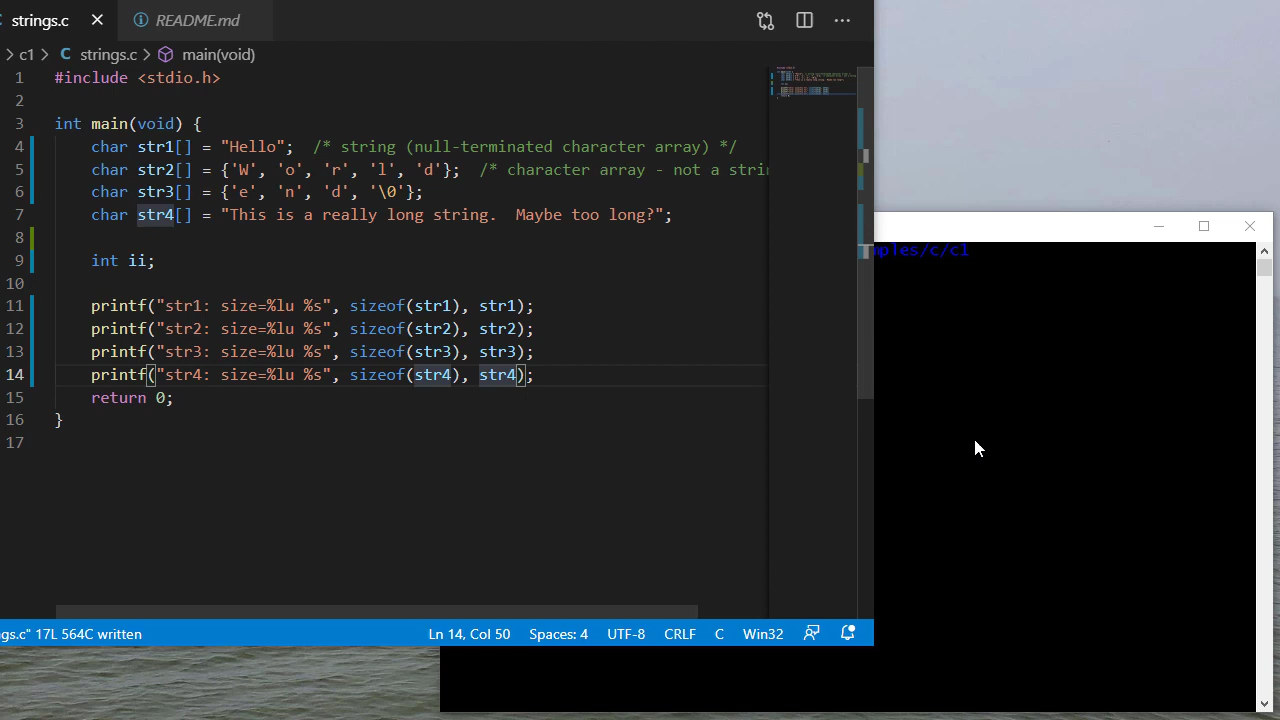 strings.c README.md
c1 C strings.c main(void)
1 #include <stdio.h>
2
3 int main(void) {
4 char str1[] = "Hello"; /* string (null-terminated character array) */
5 char str2[] = {'W', 'o', 'r', 'l', 'd'}; /* character array - not a strin
6 char str3[] = {'e', 'n', 'd', '\0'};
7 char str4[] = "This is a really long string.  Maybe too long?";
8
9 int ii;
10
11 printf("str1: size=%lu %s", sizeof(str1), str1);
12 printf("str2: size=%lu %s", sizeof(str2), str2);
13 printf("str3: size=%lu %s", sizeof(str3), str3);
14 printf("str4: size=%lu %s", sizeof(str4), str4);
15 return 0;
16 }
17
mples/c/c1
ngs.c" 17L 564C written Ln 14, Col 50 Spaces: 4 UTF-8 CRLF C Win32